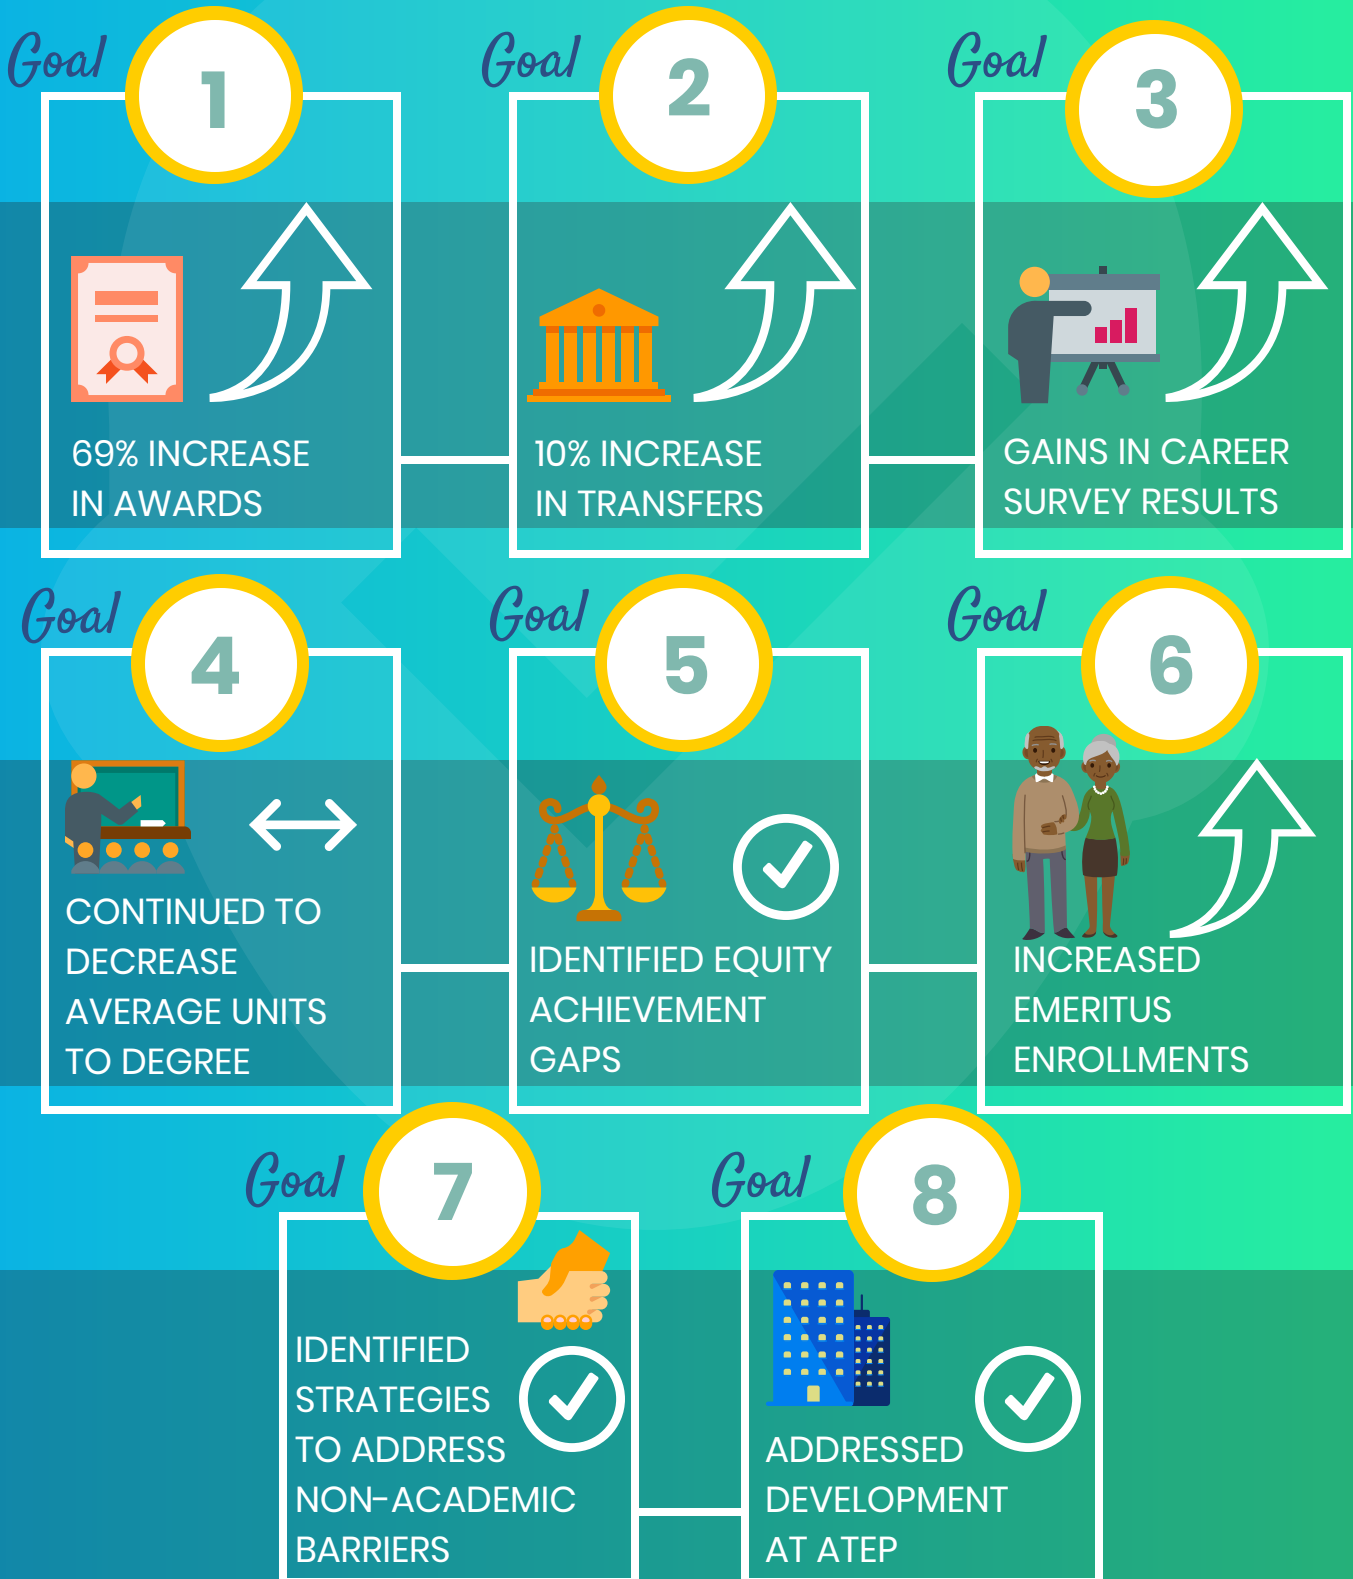 Goal
1
69% INCREASE
IN AWARDS
Goal
2
10% INCREASE
IN TRANSFERS
Goal
3
GAINS IN CAREER
SURVEY RESULTS
Goal
4
CONTINUED TO
DECREASE
AVERAGE UNITS
TO DEGREE
Goal
5
IDENTIFIED EQUITY
ACHIEVEMENT
GAPS
Goal
6
INCREASED
EMERITUS
ENROLLMENTS
Goal
7
IDENTIFIED
STRATEGIES
TO ADDRESS
NON-ACADEMIC
BARRIERS
Goal
8
ADDRESSED
DEVELOPMENT
AT ATEP